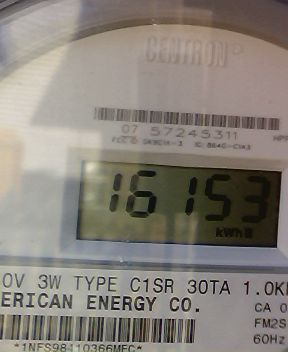 CENTRON®
07 57245311
16153
kWh
0V 3W TYPE C1SR 30TA 1.0K
ERICAN ENERGY CO.
CA 0
FM2S
60Hz
*1NFS98410366MFC*